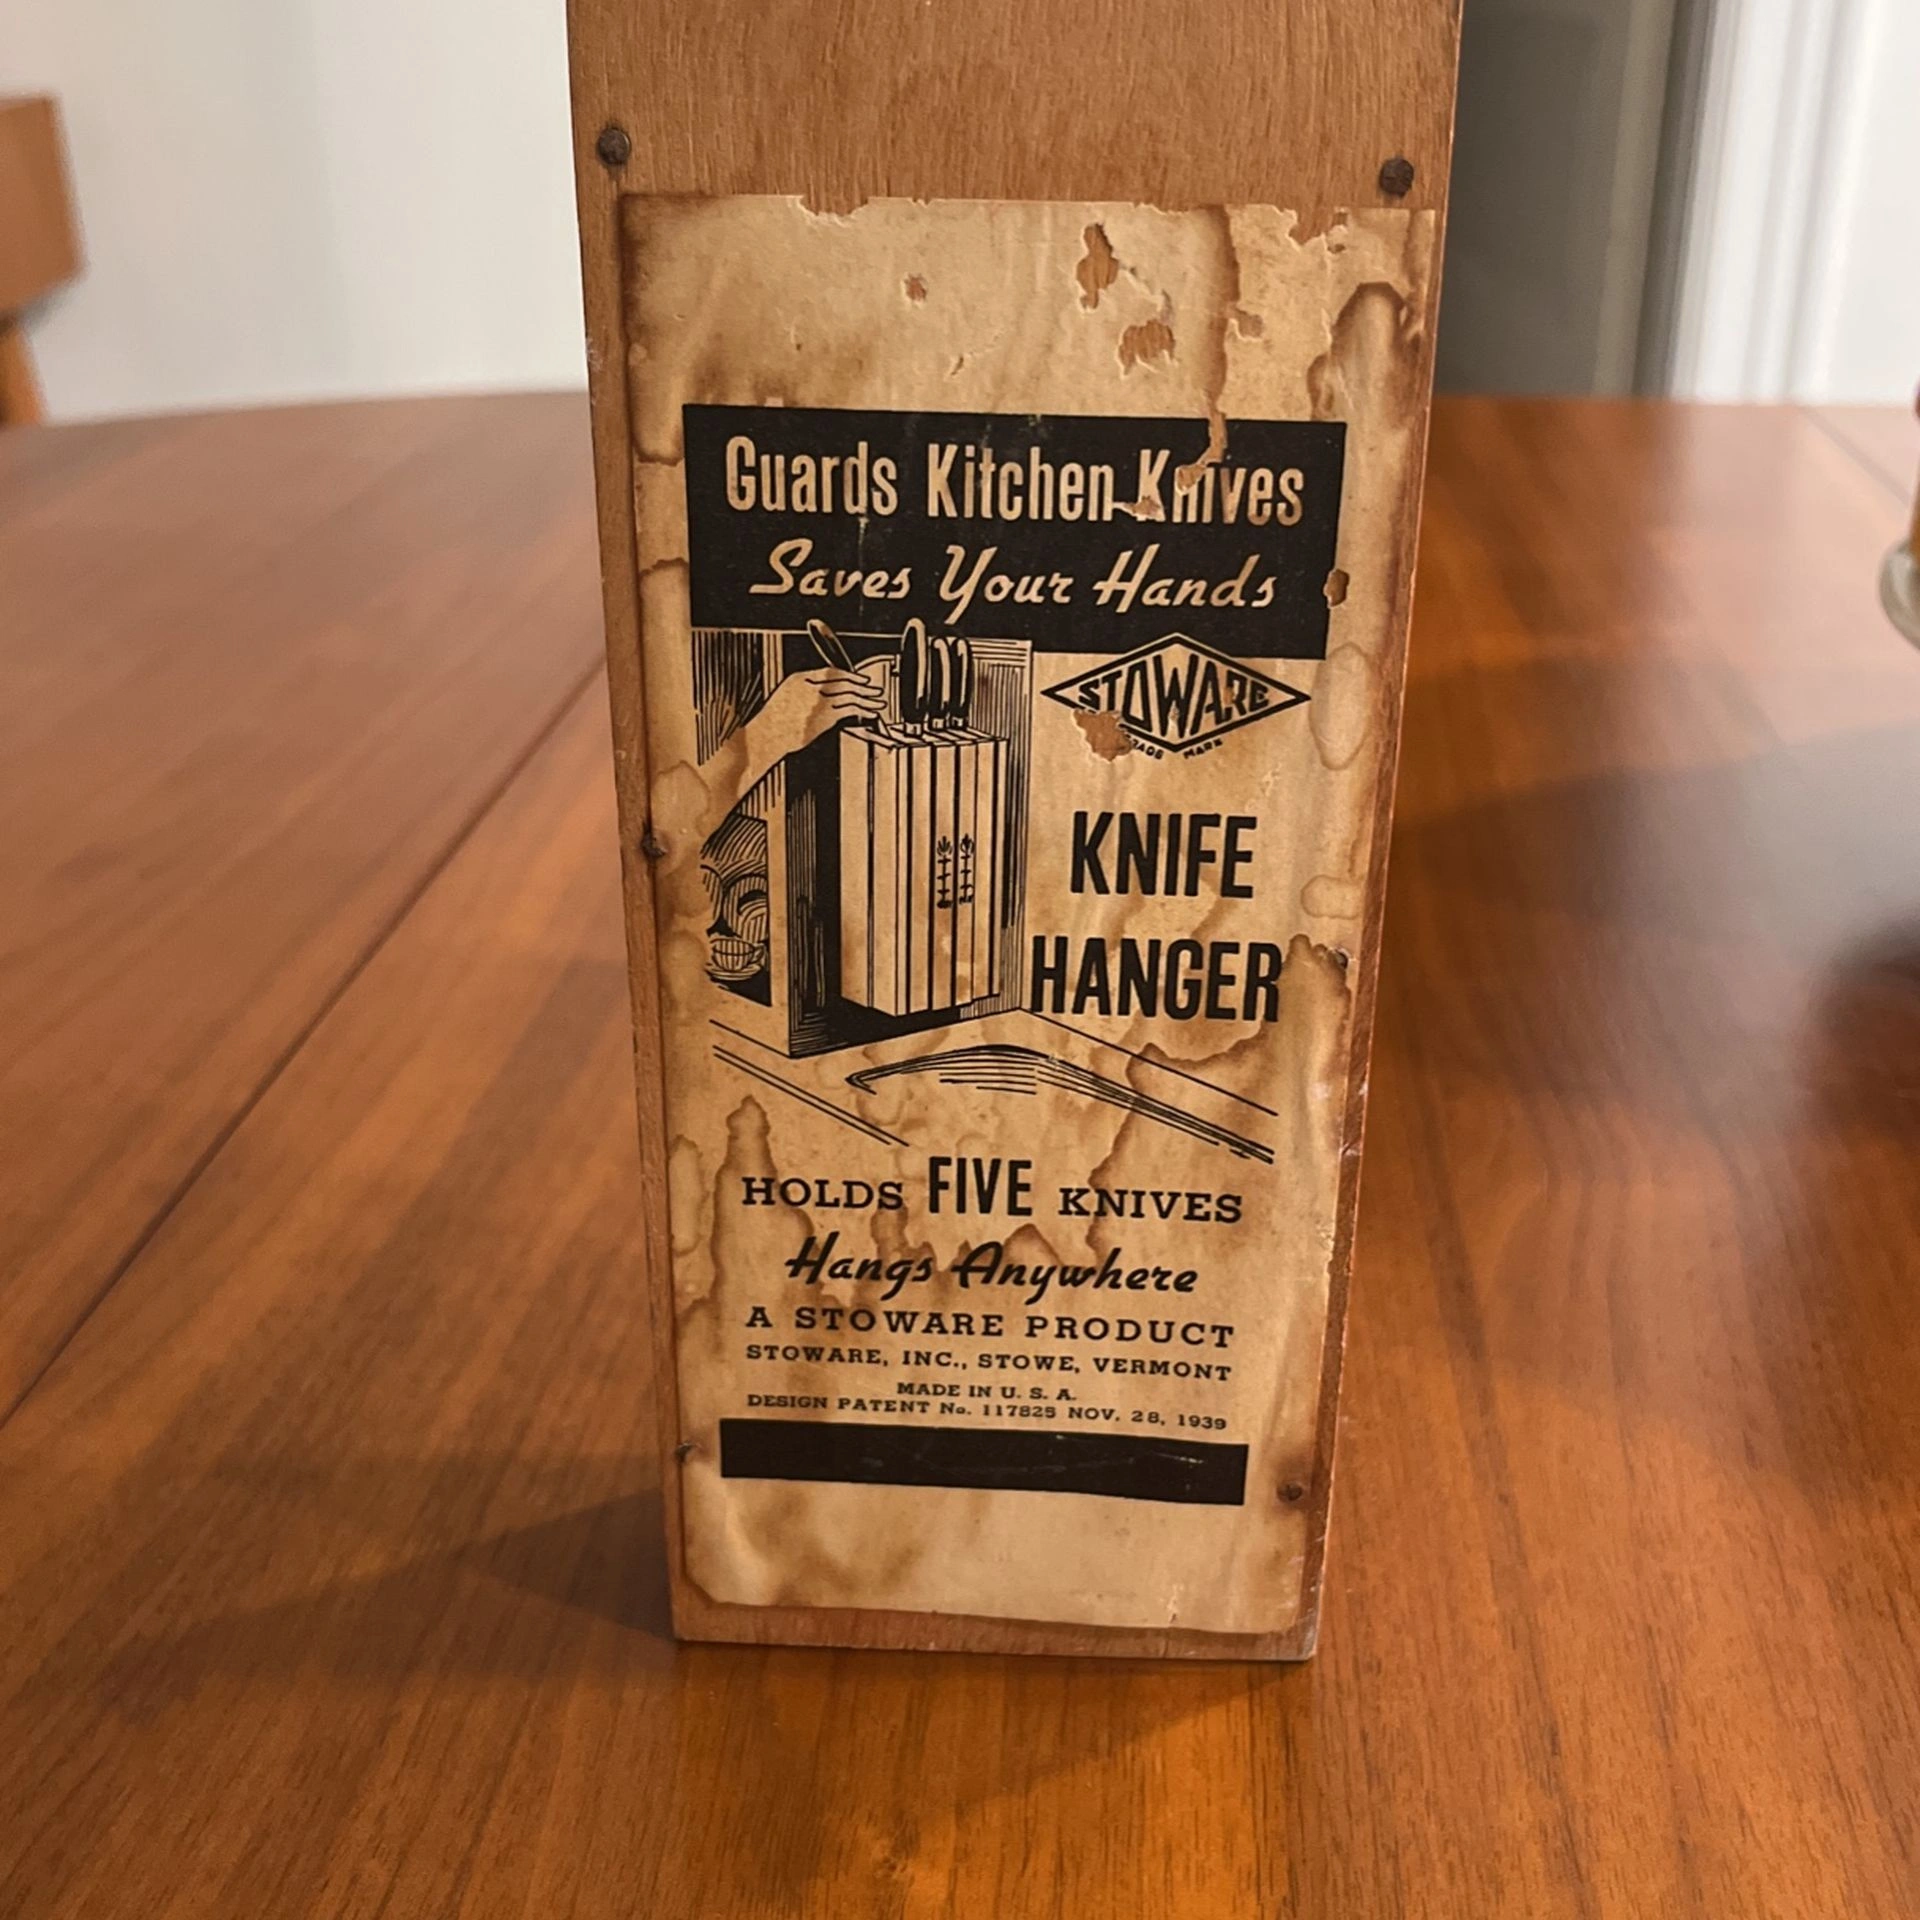 Guards Kitchen Knives
Saves Your Hands
STOWARE
TRADE MARK
KNIFE
HANGER
HOLDS FIVE KNIVES
Hangs Anywhere
A STOWARE PRODUCT
STOWARE, INC., STOWE, VERMONT
MADE IN U. S. A.
DESIGN PATENT No. 117825 NOV. 28, 1939